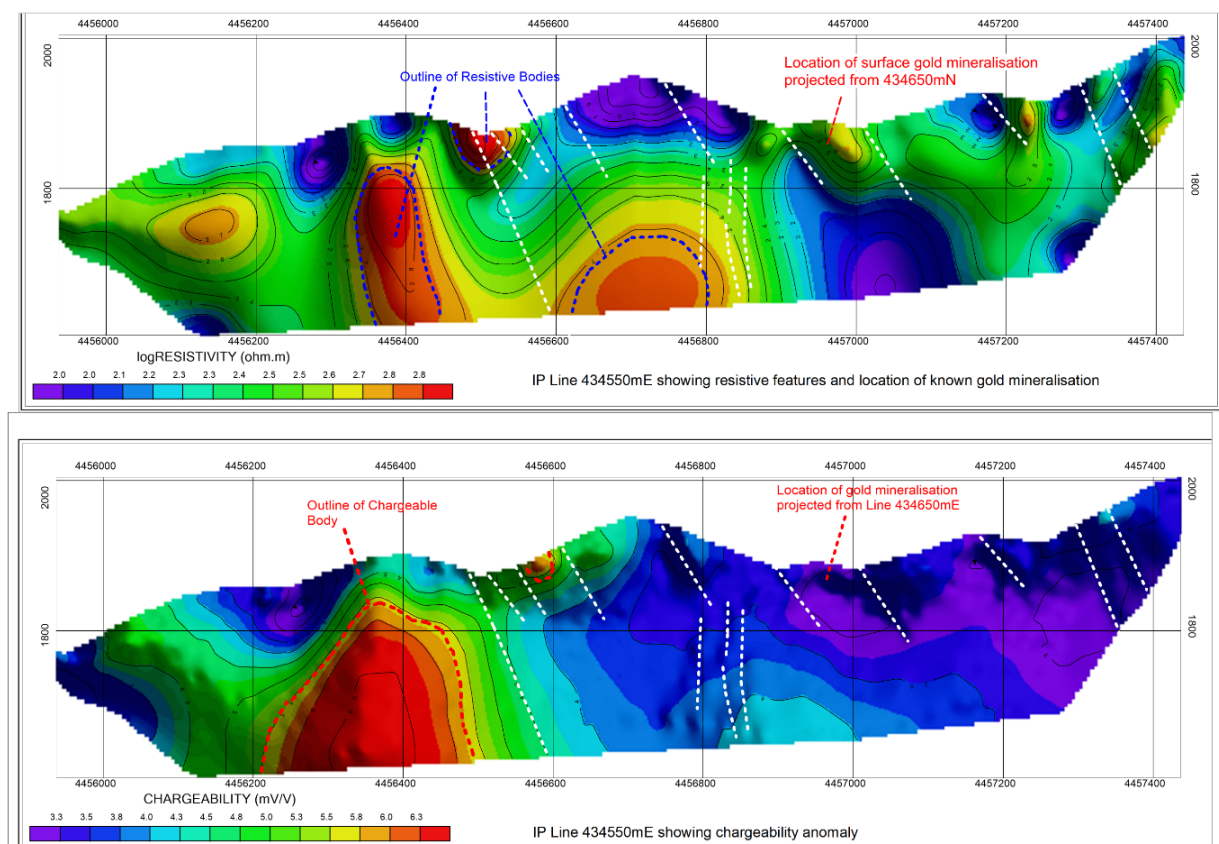 4456000 4456200 4456400 4456600 4456800 4457000 4457200 4457400
2000
2000
Location of surface gold mineralisation
projected from 434650mN
Outline of Resistive Bodies
1800
1800
4456000 4456200 4456400 4456600 4456800 4457000 4457200 4457400
logRESISTIVITY (ohm.m)
2.0 2.0 2.1 2.2 2.3 2.4 2.5 2.6 2.7 2.8 2.8
IP Line 434550mE showing resistive features and location of known gold mineralisation
4456000 4456200 4456400 4456600 4456800 4457000 4457200 4457400
2000
2000
Outline of Chargeable
Body
Location of gold mineralisation
projected from Line 434650mE
1800
1800
4456000 4456200 4456400 4456600 4456800 4457000 4457200 4457400
CHARGEABILITY (mV/V)
3.3 3.5 3.8 4.0 4.3 4.5 4.8 5.0 5.3 5.5 5.8 6.0 6.3
IP Line 434550mE showing chargeability anomaly